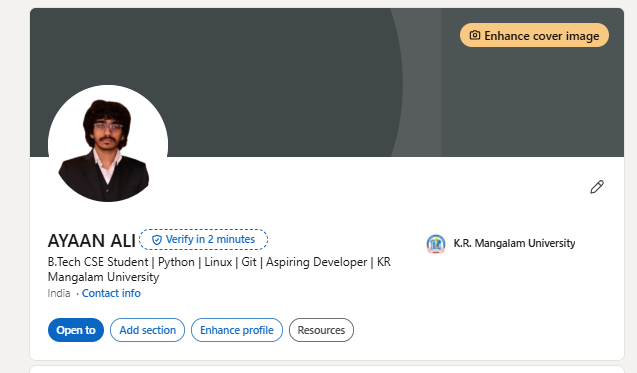 Enhance cover image
AYAAN ALI
Verify in 2 minutes
K.R. Mangalam University
B.Tech CSE Student | Python | Linux | Git | Aspiring Developer | KR
Mangalam University
India · Contact info
Open to
Add section
Enhance profile
Resources